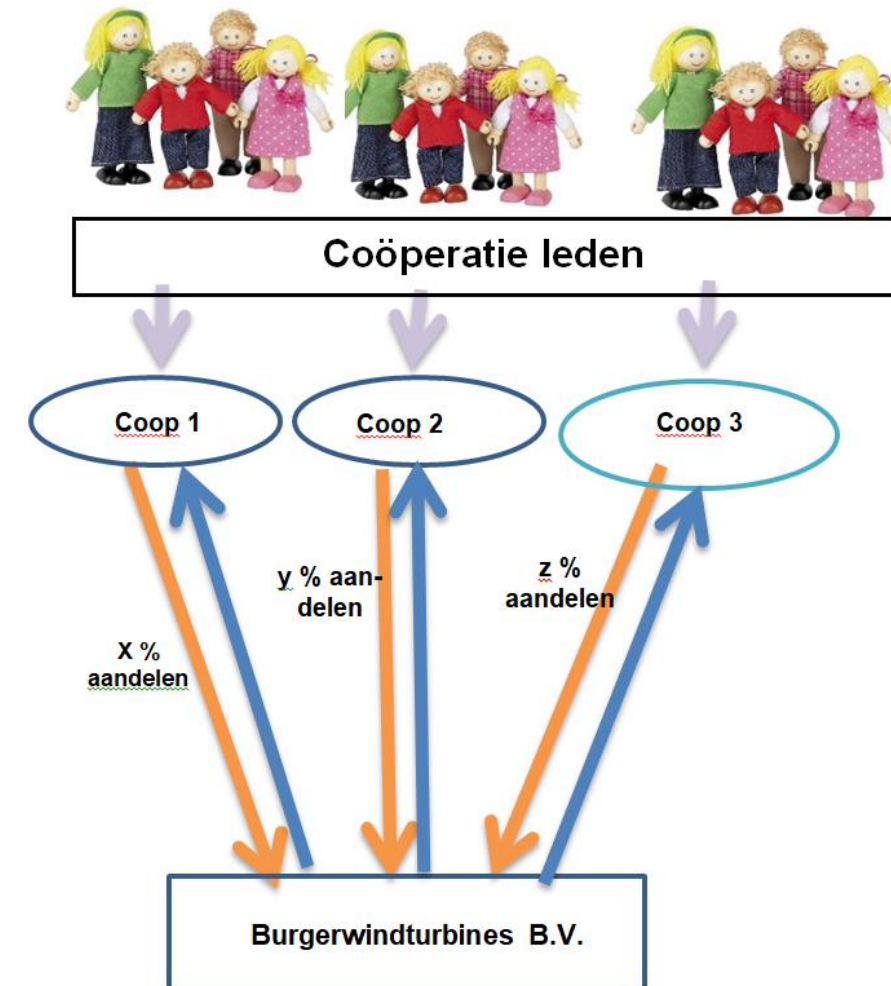 Coöperatie leden
Coop 1
Coop 2
Coop 3
y % aan-
delen
z %
aandelen
X %
aandelen
Burgerwindturbines B.V.